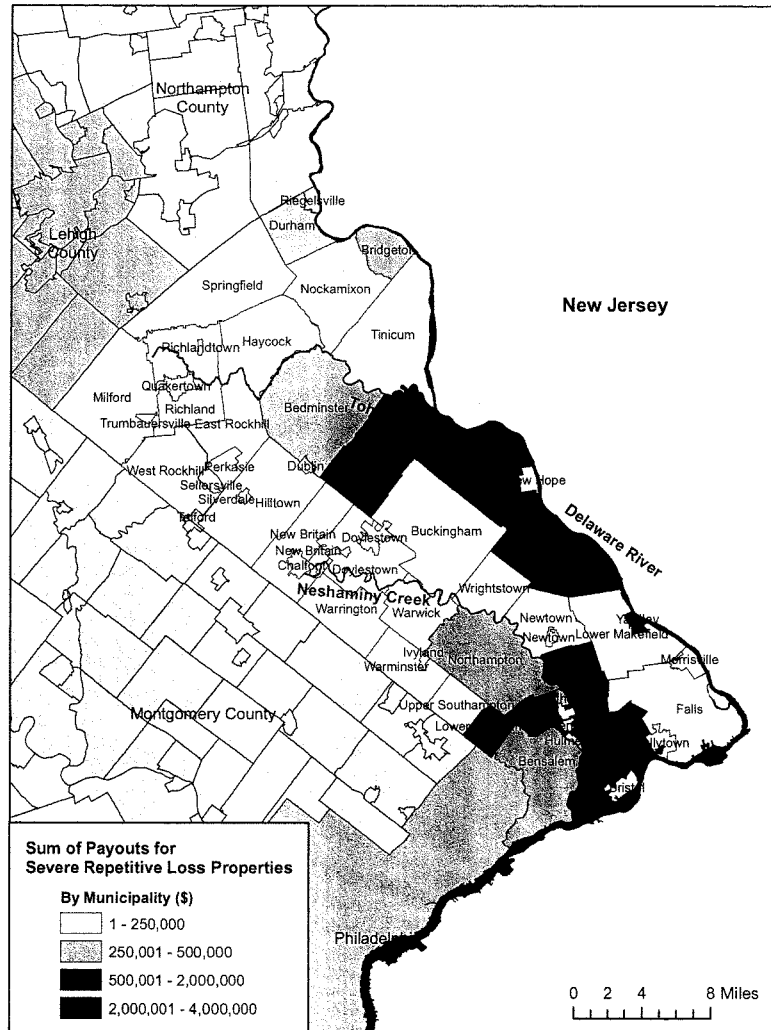 Northampton
County
Riegelsville
Durham
Lehigh
County
Bridgeton
Springfield
Nockamixon
New Jersey
Tinicum
Richlandtown
Haycock
Quakertown
Milford
Richland
Bedminster
Trumbauersville
East Rockhill
West Rockhill
Perkasie
Dublin
Sellersville
Silverdale
Hilltown
Telford
Hope
Delaware River
New Britain
Doylestown
Buckingham
New Britain
Chalfont
Doylestown
Wrightstown
Neshaminy Creek
Warrington
Warwick
Newtown
Newtown
Yardley
Lower Makefield
Ivyland
Northampton
Morrisville
Warminster
Upper Southampton
Falls
Montgomery County
Lower
Bensalem
Bristol
Philadelphia
Sum of Payouts for
Severe Repetitive Loss Properties
By Municipality ($)
1 - 250,000
250,001 - 500,000
500,001 - 2,000,000
2,000,001 - 4,000,000
0 2 4 8 Miles